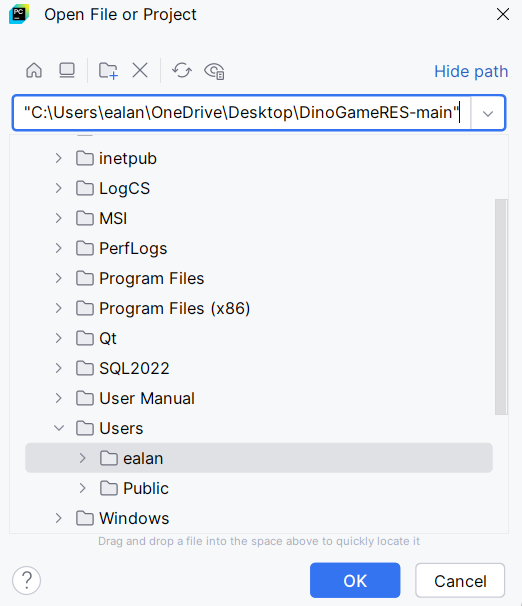 PC
Open File or Project
Hide path
"C:\Users\ealan\OneDrive\Desktop\DinoGameRES-main"
inetpub
LogCS
MSI
PerfLogs
Program Files
Program Files (x86)
Qt
SQL2022
User Manual
Users
ealan
Public
Windows
Drag and drop a file into the space above to quickly locate it
?
OK
Cancel